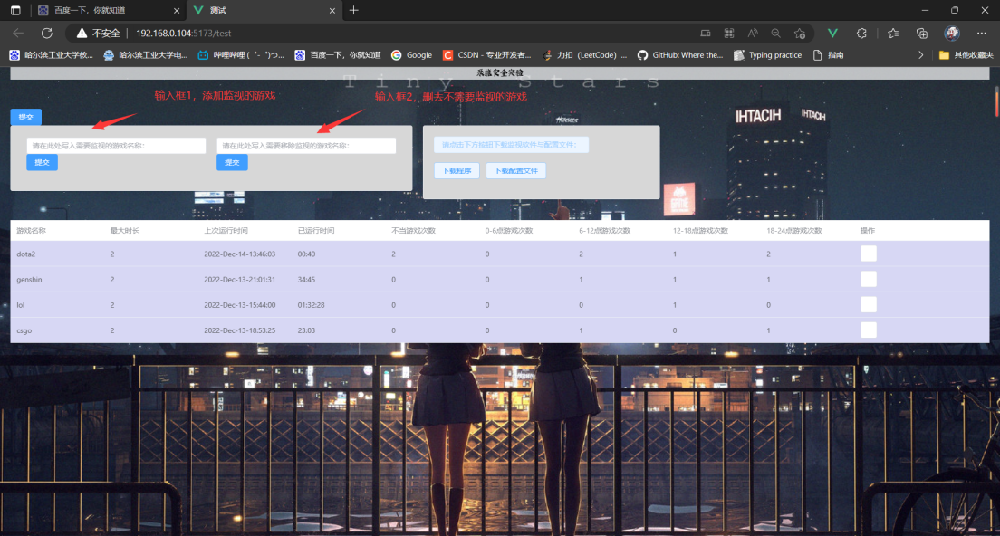 百度一下，你就知道
测试
不安全 192.168.0.104:5173/test
哈尔滨工业大学教... 哈尔滨工业大学电... 哔哩哔哩 (゜-゜)つ... 百度一下，你就知道 Google CSDN - 专业开发者... 力扣（LeetCode）... GitHub: Where the... Typing practice 指南 其他收藏夹
Tiny Stars
输入框1，添加监视的游戏 输入框2，删去不需要监视的游戏
IHTACIH IHTACIH
提交
请在此处写入需要监视的游戏名称: 请在此处写入需要移除监视的游戏名称: 请点击下方按钮下载监视软件与配置文件:
提交 提交 下载程序 下载配置文件
游戏名称 最大时长 上次运行时间 已运行时间 不当游戏次数 0-6点游戏次数 6-12点游戏次数 12-18点游戏次数 18-24点游戏次数 操作
dota2 2 2022-Dec-14-13:46:03 00:40 2 0 2 1 2
genshin 2 2022-Dec-13-21:01:31 34:45 0 0 1 1 1
lol 2 2022-Dec-13-15:44:00 01:32:28 0 0 0 1 0
csgo 2 2022-Dec-13-18:53:25 23:03 0 0 1 0 1